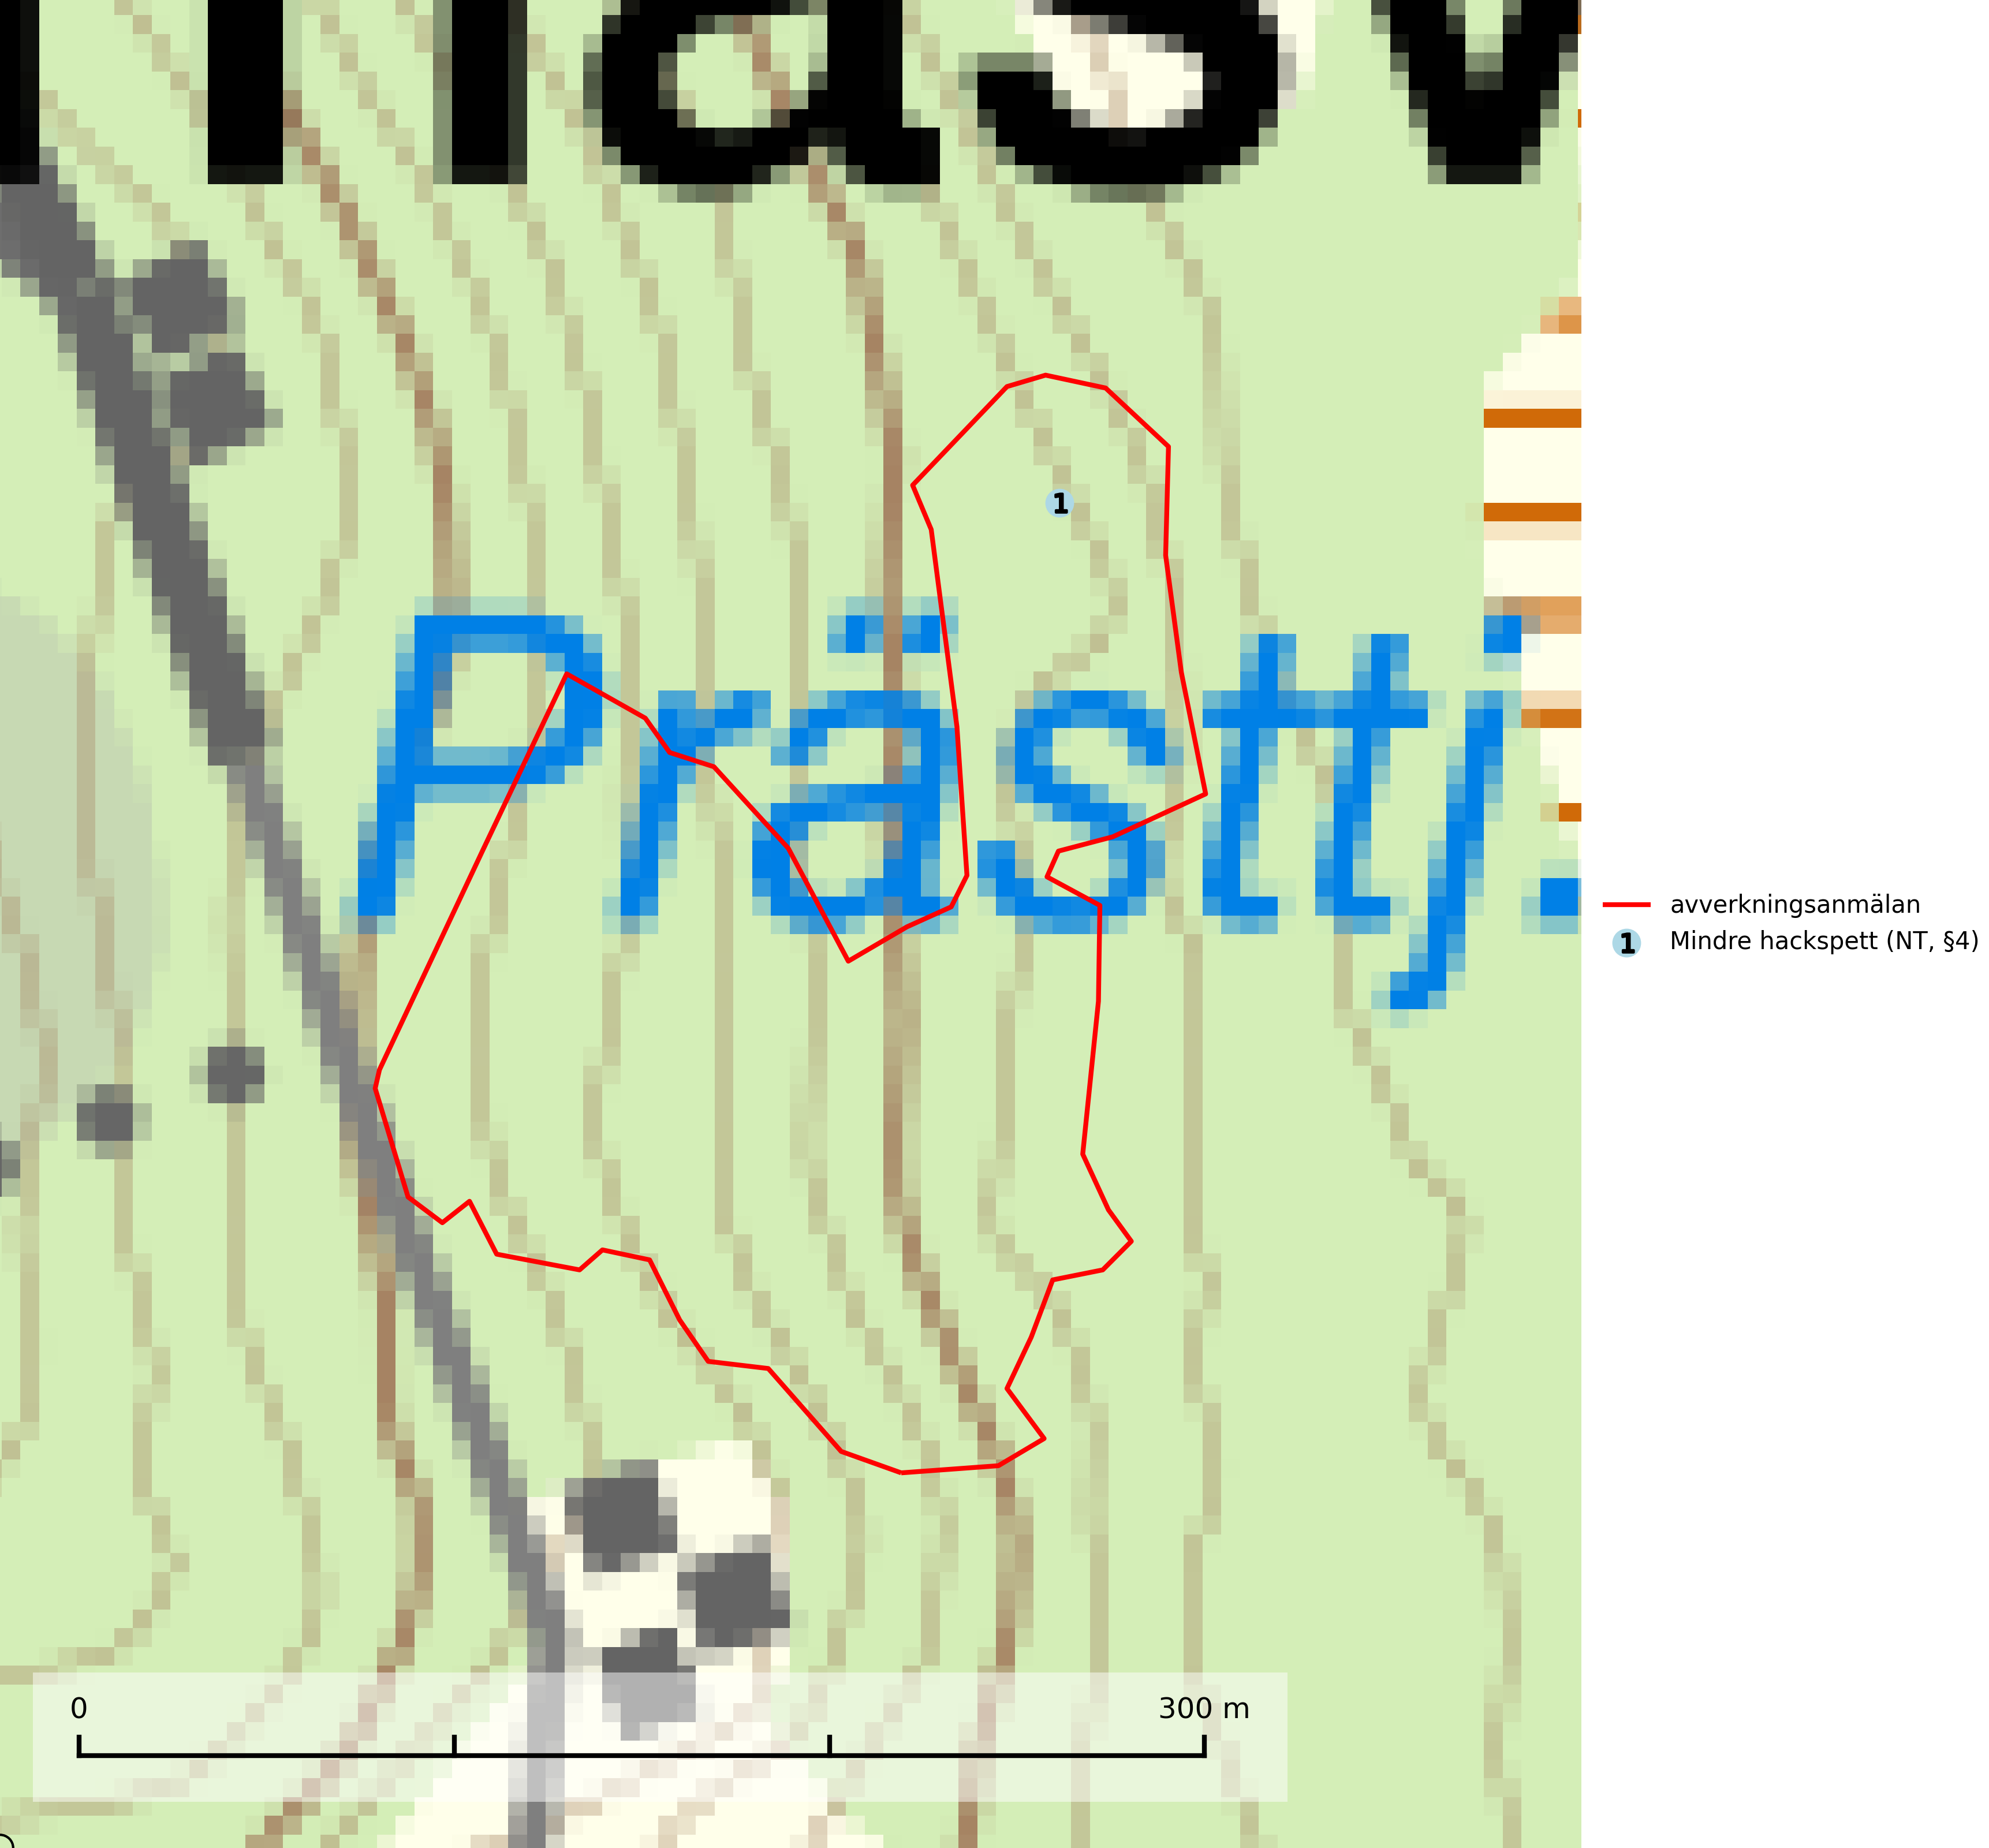 Prästtj.
avverkningsanmälan
1
1 Mindre hackspett (NT, §4)
0 300 m